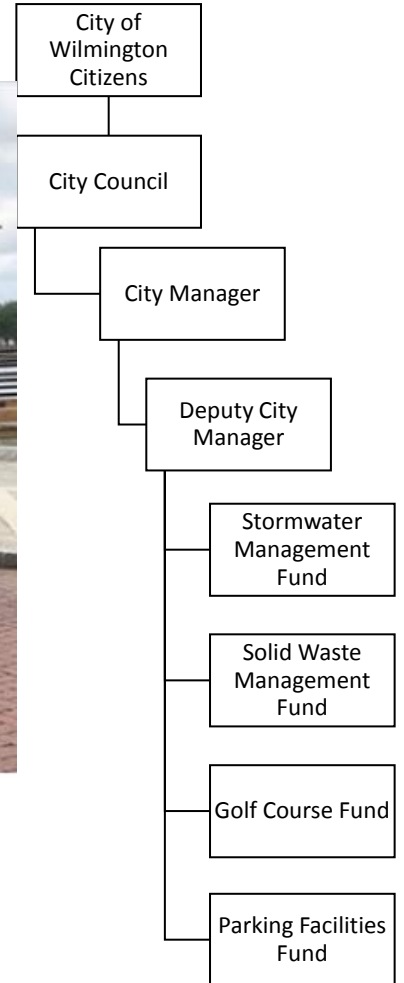 City of
Wilmington
Citizens
City Council
City Manager
Deputy City
Manager
Stormwater
Management
Fund
Solid Waste
Management
Fund
Golf Course Fund
Parking Facilities
Fund